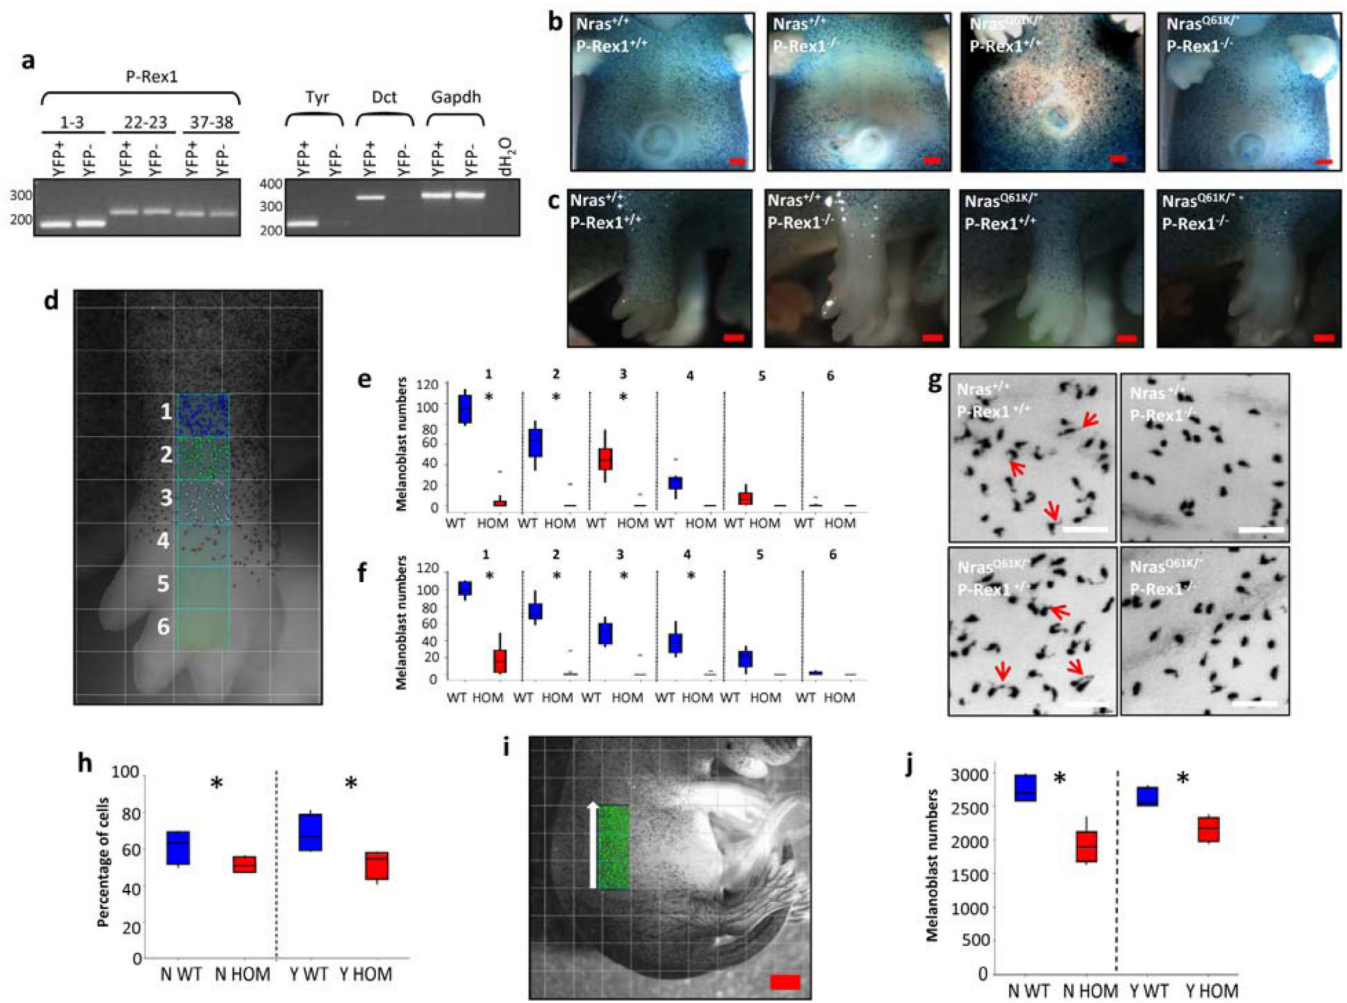 a
P-Rex1
1-3 22-23 37-38
YFP+ YFP- YFP+ YFP- YFP+ YFP-
300
200
Tyr Dct Gapdh
YFP+ YFP- YFP+ YFP- YFP+ YFP- dH2O
400
300
200
b
Nras+/+
P-Rex1+/+
Nras+/+
P-Rex1-/-
NrasQ61K/°
P-Rex1+/+
NrasQ61K/°
P-Rex1-/-
c
Nras+/+
P-Rex1+/+
Nras+/+
P-Rex1-/-
NrasQ61K/°
P-Rex1+/+
NrasQ61K/°
P-Rex1-/-
d
1
2
3
4
5
6
e
Melanoblast numbers
1 2 3 4 5 6
* * *
120
100
80
60
40
20
0
WT HOM WT HOM WT HOM WT HOM WT HOM WT HOM
f
Melanoblast numbers
1 2 3 4 5 6
* * * *
120
100
80
60
40
20
0
WT HOM WT HOM WT HOM WT HOM WT HOM WT HOM
g
Nras+/+
P-Rex1+/+
Nras+/+
P-Rex1-/-
NrasQ61K/°
P-Rex1+/+
NrasQ61K/°
P-Rex1-/-
h
Percentage of cells
* *
100
80
60
40
20
0
N WT N HOM Y WT Y HOM
i
j
Melanoblast numbers
* *
3000
2500
2000
1500
1000
500
0
N WT N HOM Y WT Y HOM